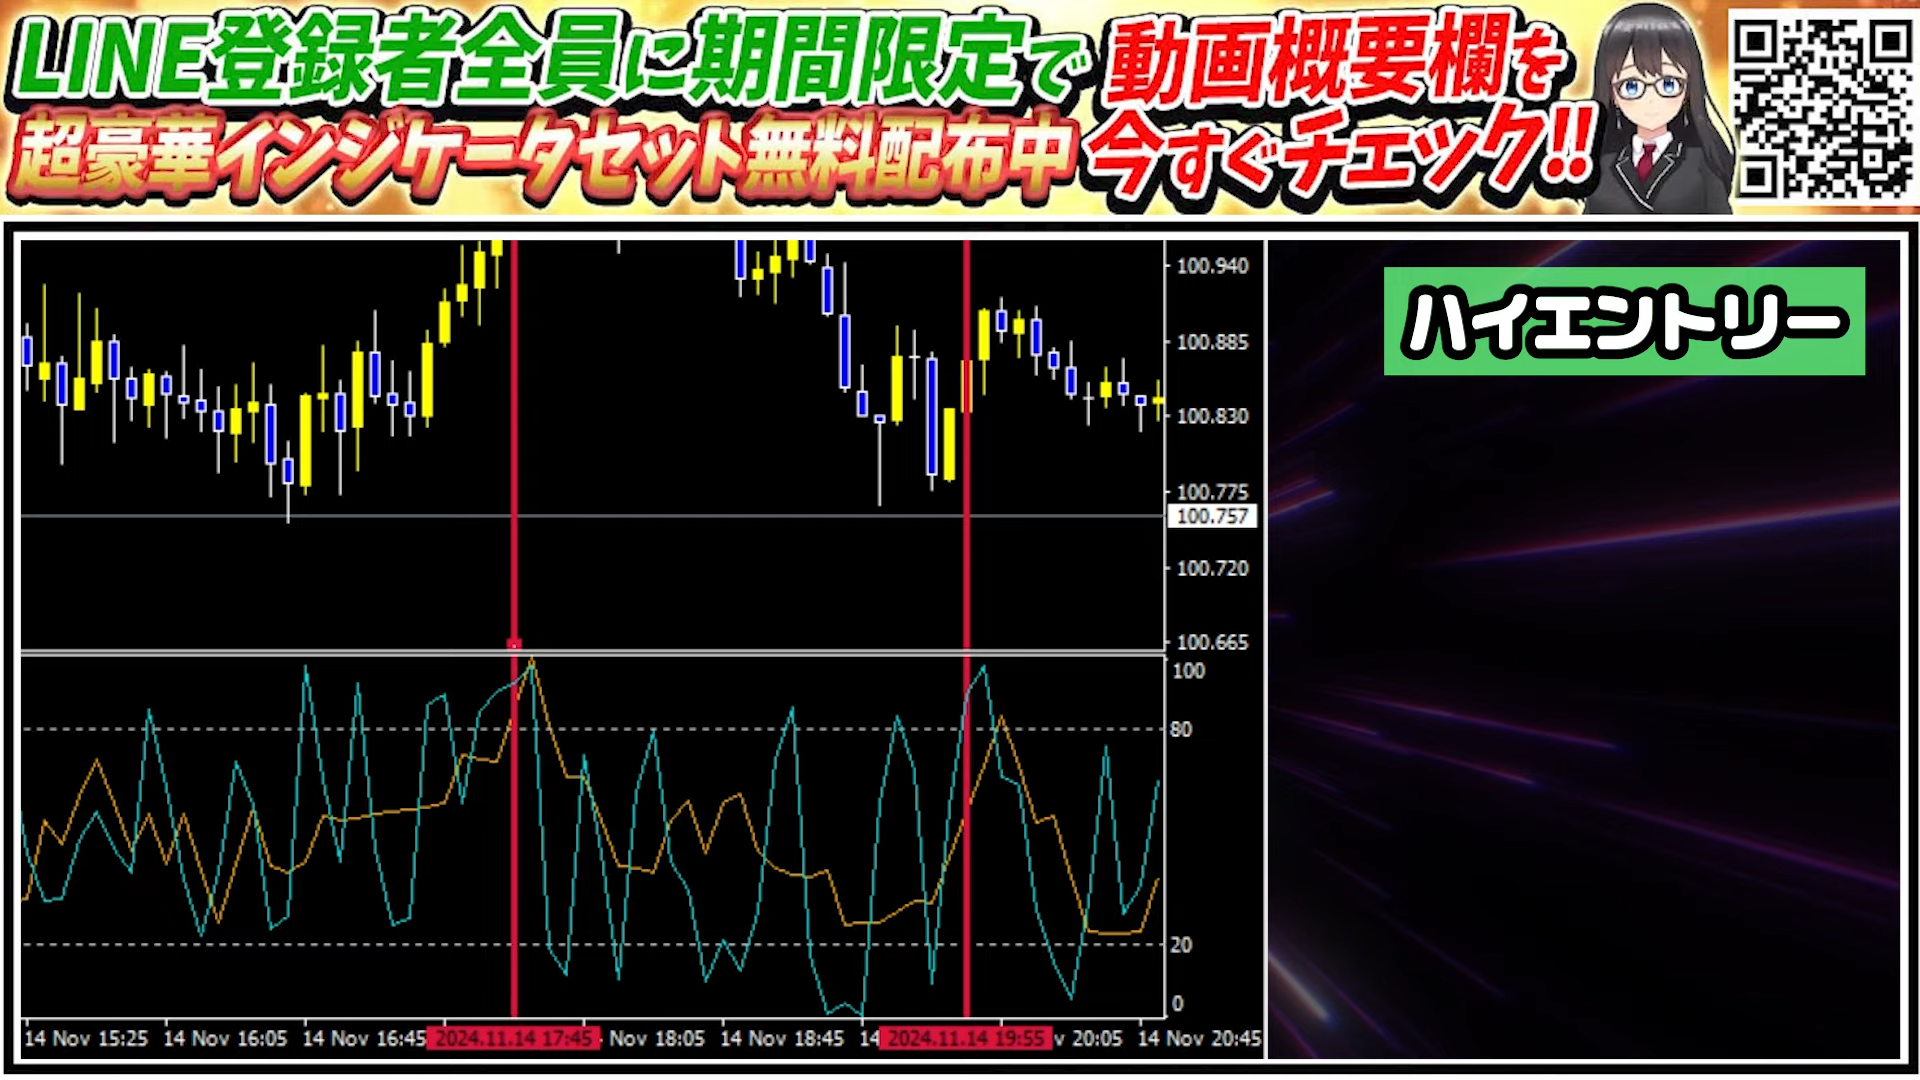 LINE登録者全員に期間限定で
超豪華インジケータセット無料配布中
動画概要欄を
今すぐチェック!!
ハイエントリー
100.940
100.885
100.830
100.775
100.757
100.720
100.665
100
80
20
0
14 Nov 15:25 14 Nov 16:05 14 Nov 16:45 2024.11.14 17:45 Nov 18:05 14 Nov 18:45 14 2024.11.14 19:55 v 20:05 14 Nov 20:45